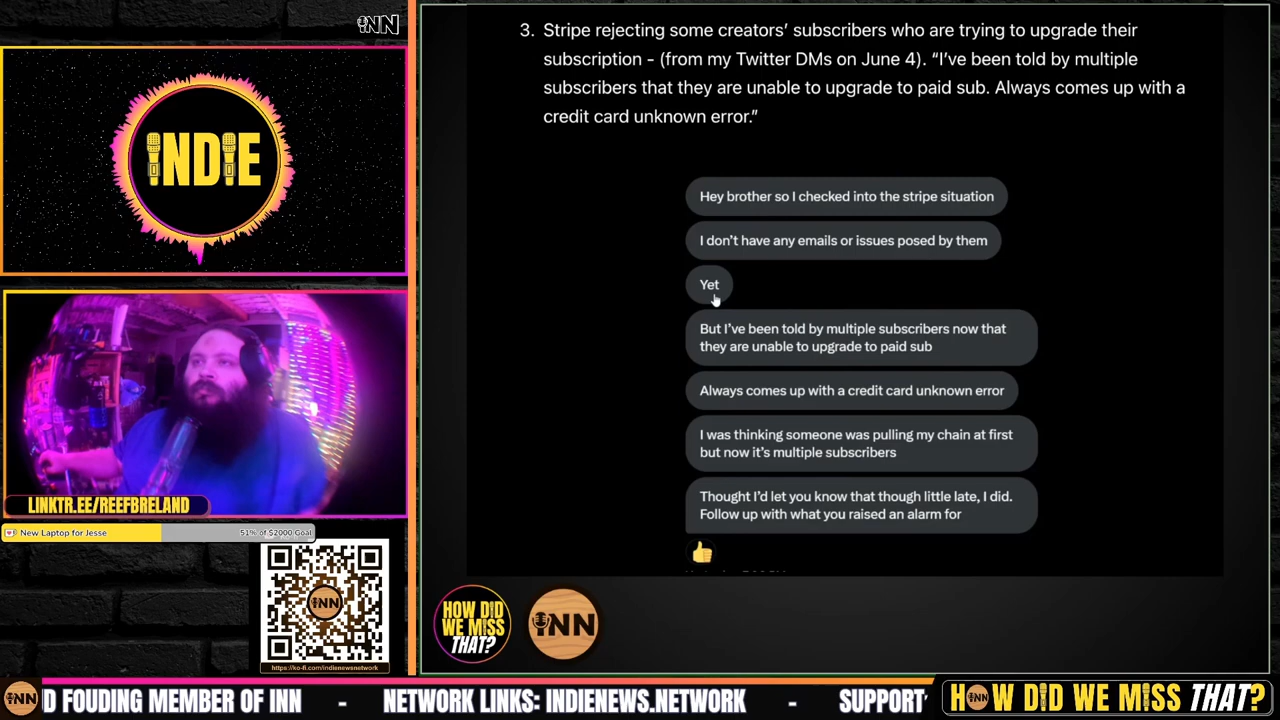 INN
INDIE
LINKTR.EE/REEFBRELAND
New Laptop for Jesse
51% of $2000 Goal
INN
https://ko-fi.com/indienewsnetwork
3. Stripe rejecting some creators’ subscribers who are trying to upgrade their
subscription - (from my Twitter DMs on June 4). “I’ve been told by multiple
subscribers that they are unable to upgrade to paid sub. Always comes up with a
credit card unknown error.”
Hey brother so I checked into the stripe situation
I don’t have any emails or issues posed by them
Yet
But I’ve been told by multiple subscribers now that
they are unable to upgrade to paid sub
Always comes up with a credit card unknown error
I was thinking someone was pulling my chain at first
but now it’s multiple subscribers
Thought I’d let you know that though little late, I did.
Follow up with what you raised an alarm for
HOW DID
WE MISS
THAT?
INN
INN
D FOUDING MEMBER OF INN - NETWORK LINKS: INDIENEWS.NETWORK - SUPPORT
HOW DID WE MISS THAT?